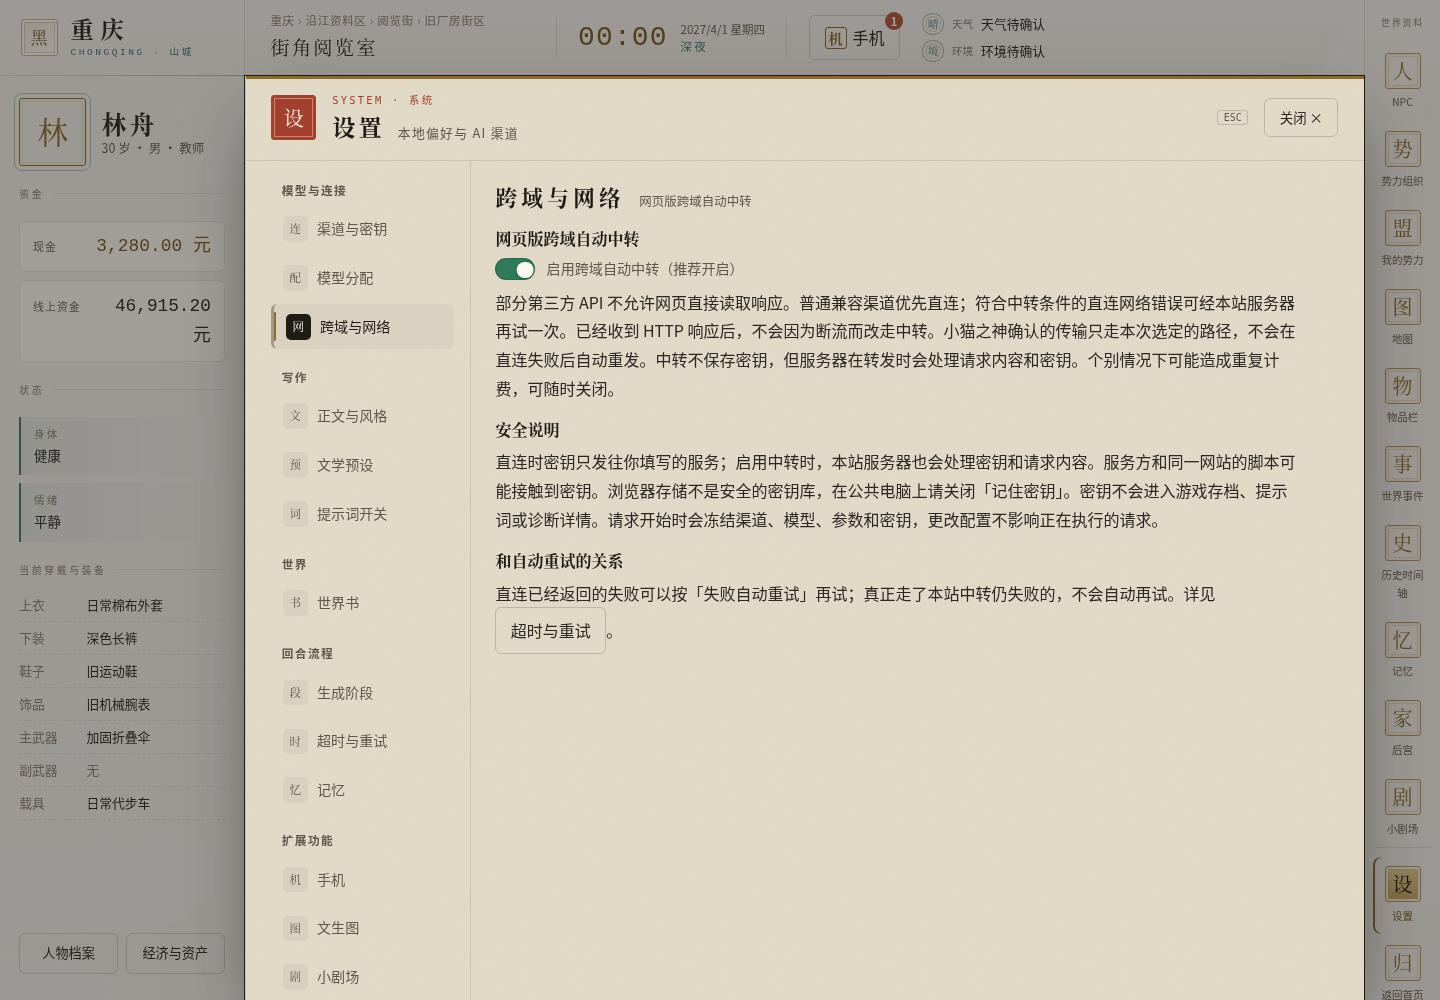 黑
重庆
CHONGQING · 山城
重庆 › 沿江资料区 › 阅览街 › 旧厂房街区
街角阅览室
00:00
2027/4/1 星期四
深夜
机 手机
1
晴 天气 天气待确认
境 环境 环境待确认
林
林舟
30 岁 · 男 · 教师
资金
现金 3,280.00 元
线上资金 46,915.20
元
状态
身体
健康
情绪
平静
当前穿戴与装备
上衣 日常棉布外套
下装 深色长裤
鞋子 旧运动鞋
饰品 旧机械腕表
主武器 加固折叠伞
副武器 无
载具 日常代步车
人物档案
经济与资产
设
SYSTEM · 系统
设置 本地偏好与 AI 渠道
ESC
关闭 ×
模型与连接
连 渠道与密钥
配 模型分配
网 跨域与网络
写作
文 正文与风格
预 文学预设
词 提示词开关
世界
书 世界书
回合流程
段 生成阶段
时 超时与重试
忆 记忆
扩展功能
机 手机
图 文生图
剧 小剧场
跨域与网络 网页版跨域自动中转
网页版跨域自动中转
启用跨域自动中转（推荐开启）
部分第三方 API 不允许网页直接读取响应。普通兼容渠道优先直连；符合中转条件的直连网络错误可经本站服务器
再试一次。已经收到 HTTP 响应后，不会因为断流而改走中转。小猫之神确认的传输只走本次选定的路径，不会在
直连失败后自动重发。中转不保存密钥，但服务器在转发时会处理请求内容和密钥。个别情况下可能造成重复计
费，可随时关闭。
安全说明
直连时密钥只发往你填写的服务；启用中转时，本站服务器也会处理密钥和请求内容。服务方和同一网站的脚本可
能接触到密钥。浏览器存储不是安全的密钥库，在公共电脑上请关闭「记住密钥」。密钥不会进入游戏存档、提示
词或诊断详情。请求开始时会冻结渠道、模型、参数和密钥，更改配置不影响正在执行的请求。
和自动重试的关系
直连已经返回的失败可以按「失败自动重试」再试；真正走了本站中转仍失败的，不会自动再试。详见
超时与重试 。
世界资料
人
NPC
势
势力组织
盟
我的势力
图
地图
物
物品栏
事
世界事件
史
历史时间
轴
忆
记忆
家
后宫
剧
小剧场
设
设置
归
返回首页